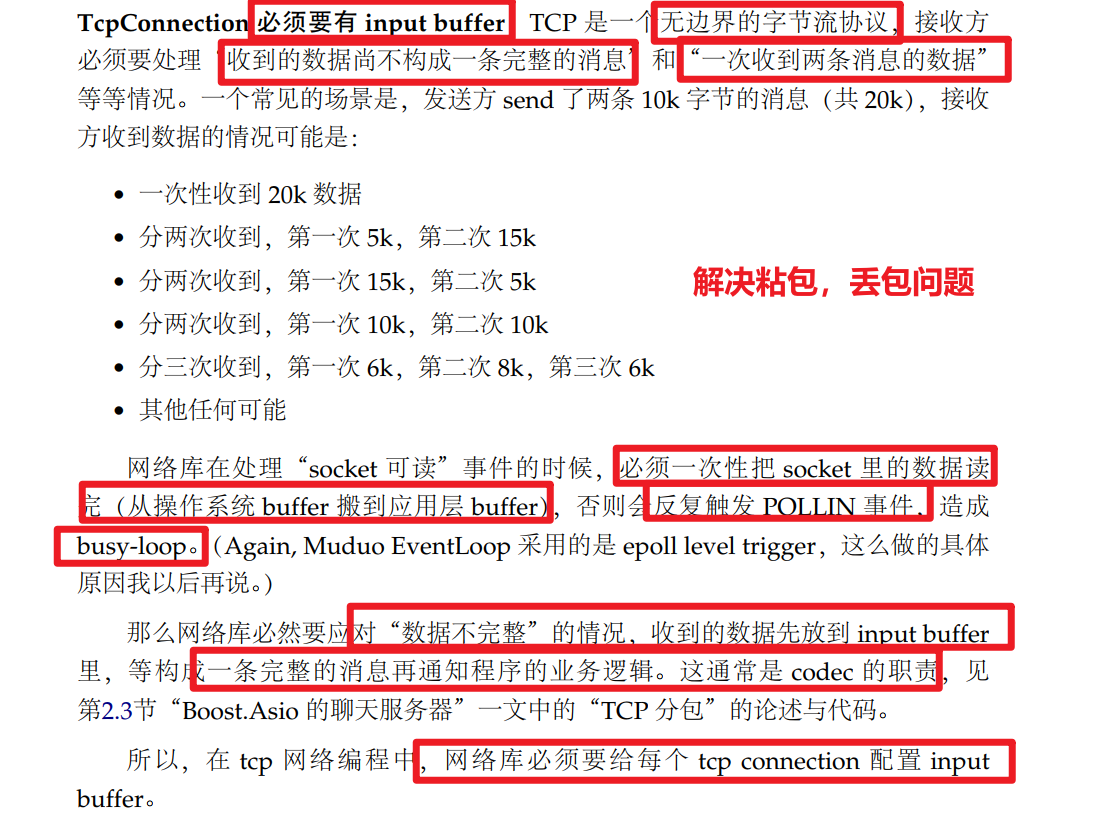 TcpConnection 必须要有 input buffer TCP 是一个无边界的字节流协议，接收方
必须要处理“收到的数据尚不构成一条完整的消息”和“一次收到两条消息的数据”
等等情况。一个常见的场景是，发送方 send 了两条 10k 字节的消息（共 20k），接收
方收到数据的情况可能是：
• 一次性收到 20k 数据
• 分两次收到，第一次 5k，第二次 15k
• 分两次收到，第一次 15k，第二次 5k
解决粘包，丢包问题
• 分两次收到，第一次 10k，第二次 10k
• 分三次收到，第一次 6k，第二次 8k，第三次 6k
• 其他任何可能
网络库在处理“socket 可读”事件的时候，必须一次性把 socket 里的数据读
完（从操作系统 buffer 搬到应用层 buffer），否则会反复触发 POLLIN 事件，造成
busy-loop。（Again, Muduo EventLoop 采用的是 epoll level trigger，这么做的具体
原因我以后再说。）
那么网络库必然要应对“数据不完整”的情况，收到的数据先放到 input buffer
里，等构成一条完整的消息再通知程序的业务逻辑。这通常是 codec 的职责，见
第2.3节“Boost.Asio 的聊天服务器”一文中的“TCP 分包”的论述与代码。
所以，在 tcp 网络编程中，网络库必须要给每个 tcp connection 配置 input
buffer。